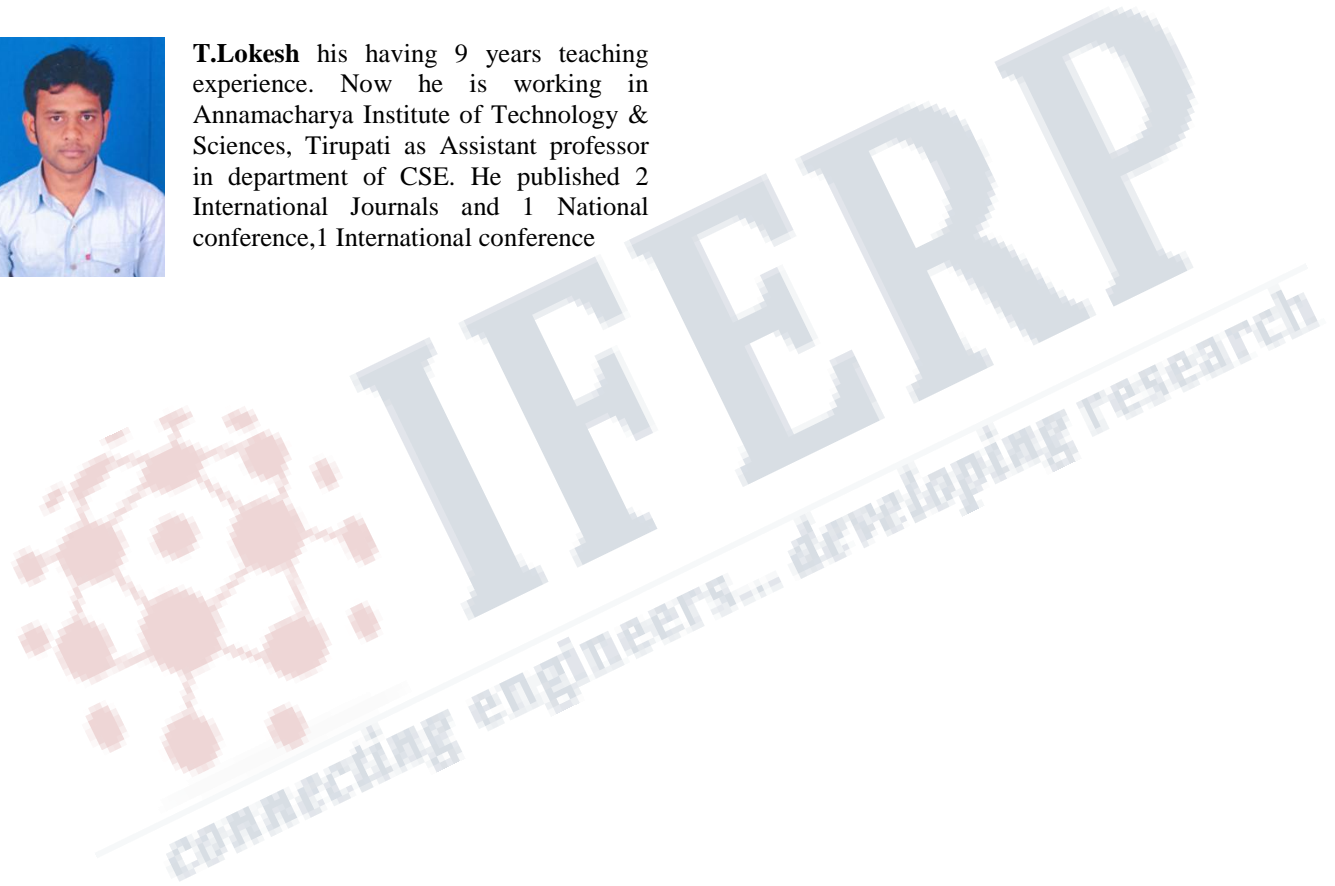 T.Lokesh his having 9 years teaching
experience. Now he is working in
Annamacharya Institute of Technology &
Sciences, Tirupati as Assistant professor
in department of CSE. He published 2
International Journals and 1 National
conference,1 International conference
IFERP
connecting engineers... developing research